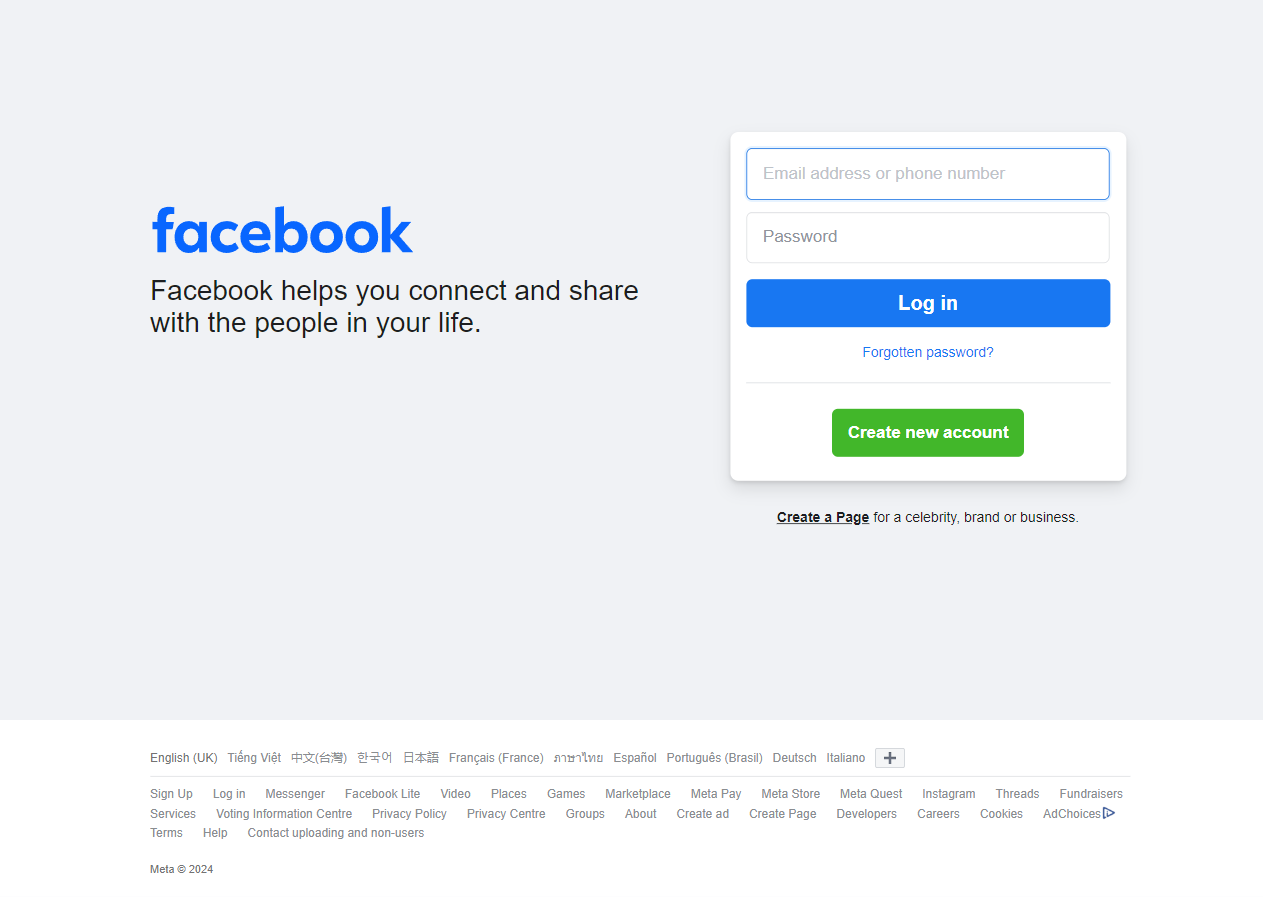 facebook
Facebook helps you connect and share
with the people in your life.
Email address or phone number
Password
Log in
Forgotten password?
Create new account
Create a Page for a celebrity, brand or business.
English (UK) Tiếng Việt 中文(台灣) 한국어 日本語 Français (France) ภาษาไทย Español Português (Brasil) Deutsch Italiano
Sign Up Log in Messenger Facebook Lite Video Places Games Marketplace Meta Pay Meta Store Meta Quest Instagram Threads Fundraisers
Services Voting Information Centre Privacy Policy Privacy Centre Groups About Create ad Create Page Developers Careers Cookies AdChoices
Terms Help Contact uploading and non-users
Meta © 2024